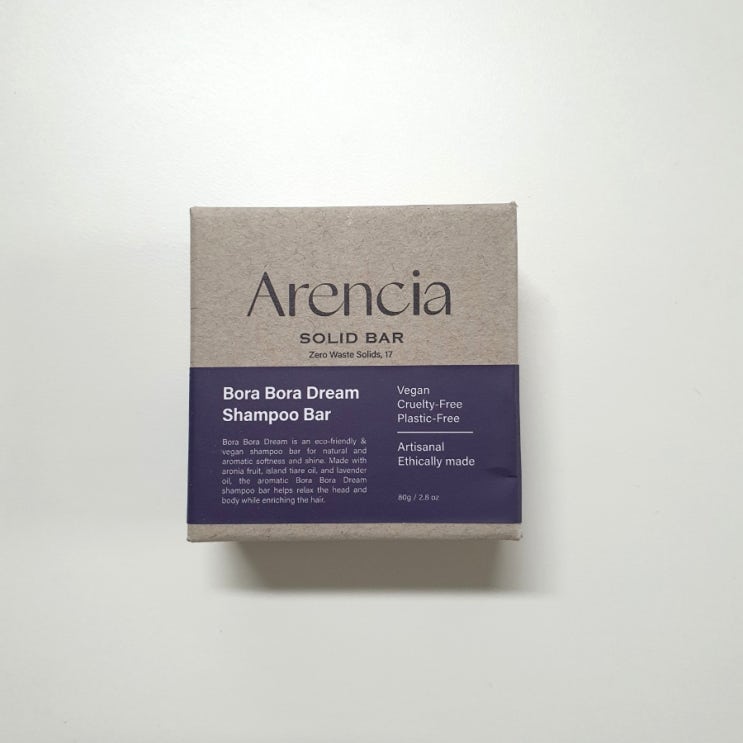 Arencia
SOLID BAR
Zero Waste Solids, 17
Bora Bora Dream
Shampoo Bar
Bora Bora Dream is an eco-friendly &
vegan shampoo bar for natural and
aromatic softness and shine. Made with
aronia fruit, island tiare oil, and lavender
oil, the aromatic Bora Bora Dream
shampoo bar helps relax the head and
body while enriching the hair.
Vegan
Cruelty-Free
Plastic-Free
Artisanal
Ethically made
80g / 2.8 oz